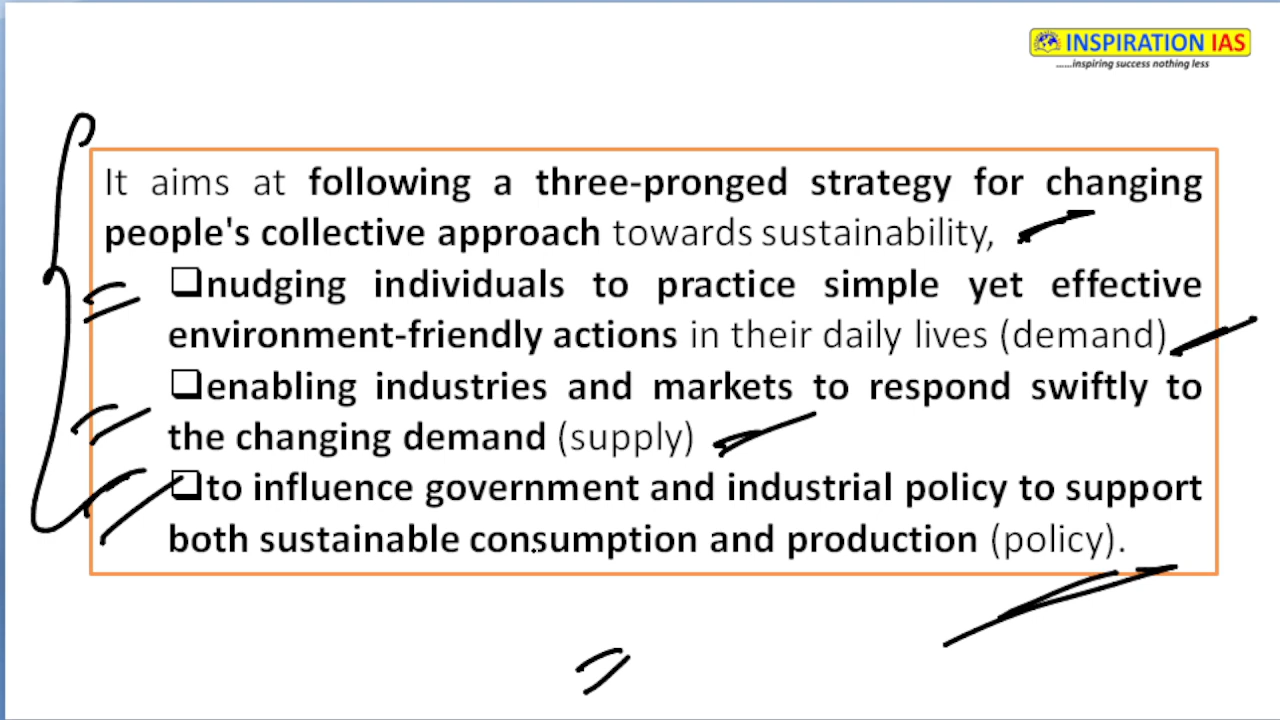 INSPIRATION IAS
......inspiring success nothing less
It aims at following a three-pronged strategy for changing
people's collective approach towards sustainability,
❑nudging individuals to practice simple yet effective
environment-friendly actions in their daily lives (demand)
❑enabling industries and markets to respond swiftly to
the changing demand (supply)
❑to influence government and industrial policy to support
both sustainable consumption and production (policy).